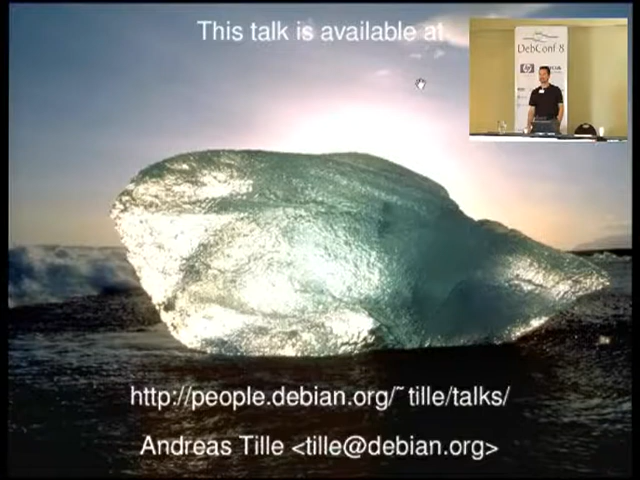 This talk is available at
DebConf 8
http://people.debian.org/~tille/talks/
Andreas Tille <tille@debian.org>